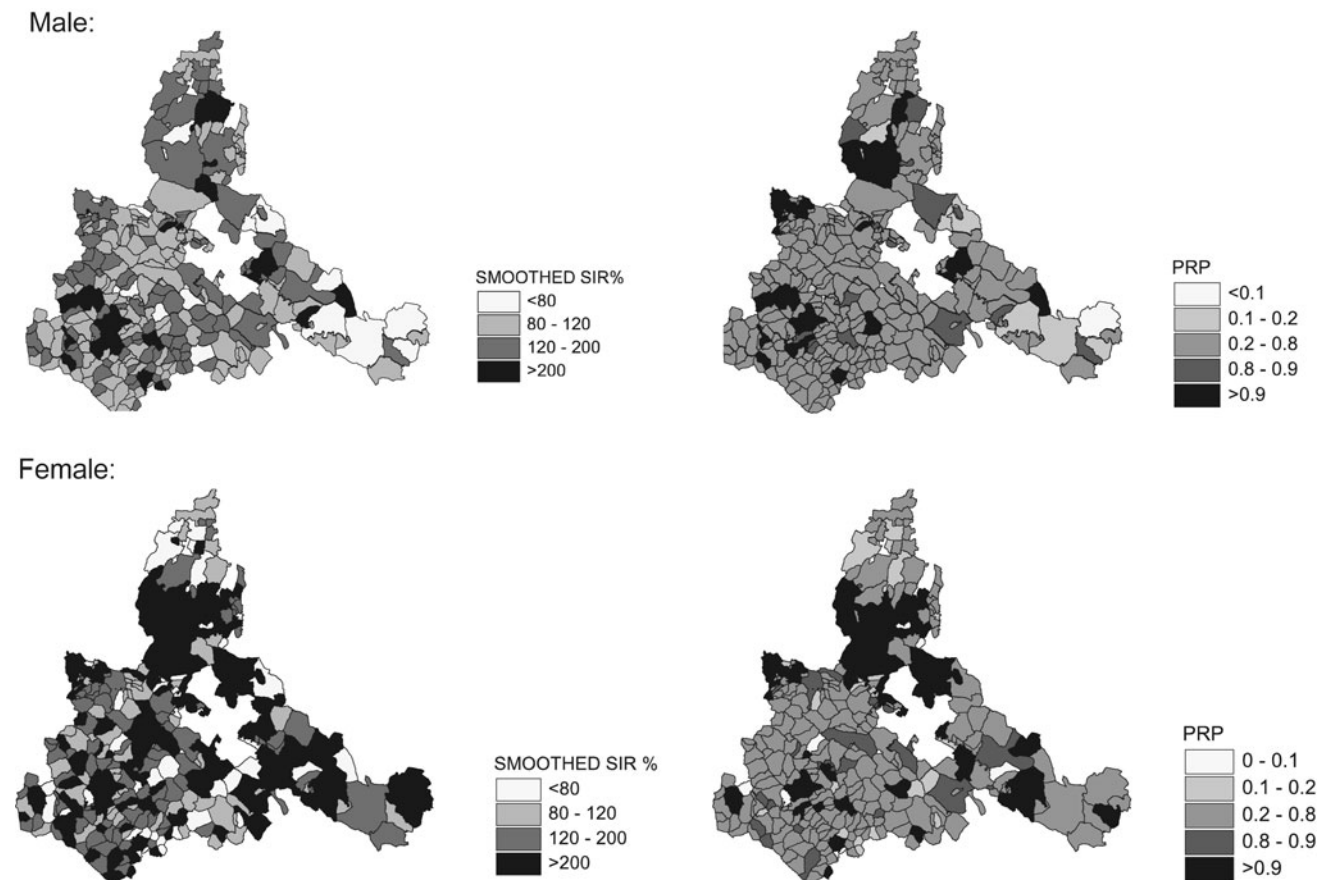 Male:
SMOOTHED SIR%
<80
80 - 120
120 - 200
>200
PRP
<0.1
0.1 - 0.2
0.2 - 0.8
0.8 - 0.9
>0.9
Female:
SMOOTHED SIR %
<80
80 - 120
120 - 200
>200
PRP
0 - 0.1
0.1 - 0.2
0.2 - 0.8
0.8 - 0.9
>0.9